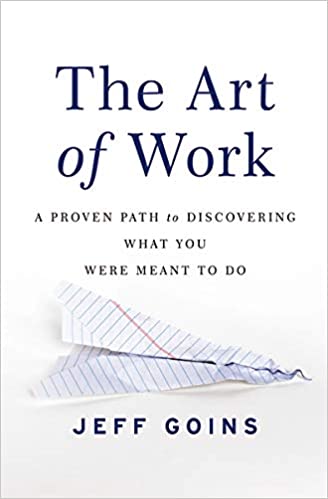 The Art
of Work
A PROVEN PATH to DISCOVERING
WHAT YOU
WERE MEANT TO DO
JEFF GOINS